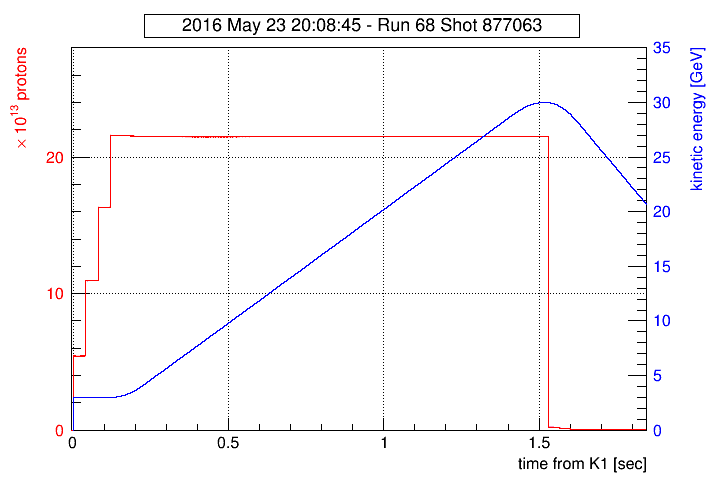 2016 May 23 20:08:45 - Run 68 Shot 877063
× 10¹³ protons
kinetic energy [GeV]
20
10
0
35
30
25
20
15
10
5
0
0 0.5 1 1.5
time from K1 [sec]